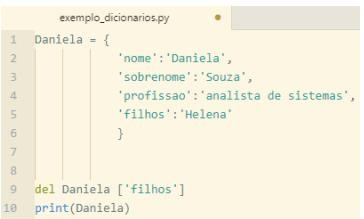 exemplo_dicionarios.py
1 Daniela = {
2 'nome':'Daniela',
3 'sobrenome':'Souza',
4 'profissao':'analista de sistemas',
5 'filhos':'Helena'
6 }
7
8
9 del Daniela ['filhos']
10 print(Daniela)